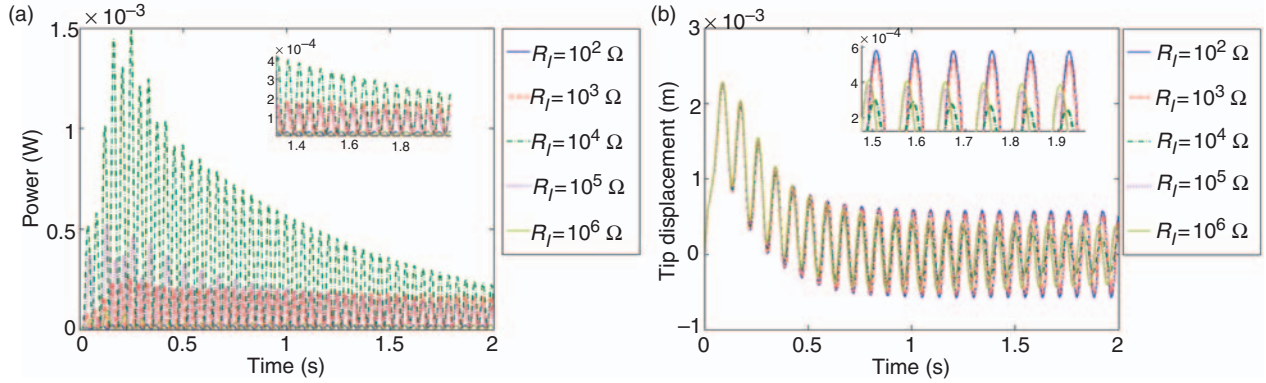 (a)
1.5 × 10⁻³
1
0.5
0
Power (W)
0
0.5
1
1.5
2
Time (s)
× 10⁻⁴
4
3
2
1
1.4
1.6
1.8
R_l=10² Ω
R_l=10³ Ω
R_l=10⁴ Ω
R_l=10⁵ Ω
R_l=10⁶ Ω
(b)
3 × 10⁻³
2
1
0
−1
Tip displacement (m)
0
0.5
1
1.5
2
Time (s)
6 × 10⁻⁴
4
2
1.5
1.6
1.7
1.8
1.9
R_l=10² Ω
R_l=10³ Ω
R_l=10⁴ Ω
R_l=10⁵ Ω
R_l=10⁶ Ω